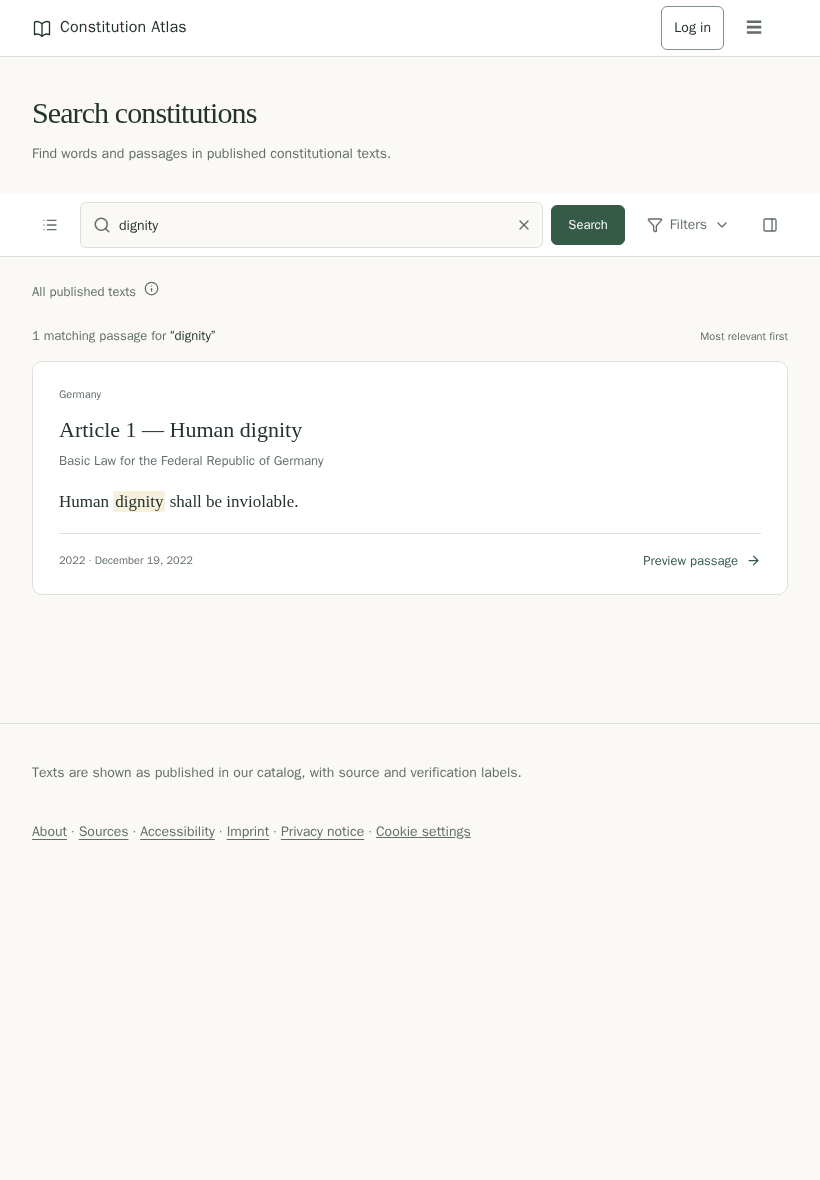 Constitution Atlas
Log in
Search constitutions
Find words and passages in published constitutional texts.
dignity
Search
Filters
All published texts
1 matching passage for “dignity”
Most relevant first
Germany
Article 1 — Human dignity
Basic Law for the Federal Republic of Germany
Human dignity shall be inviolable.
2022 · December 19, 2022
Preview passage
Texts are shown as published in our catalog, with source and verification labels.
About · Sources · Accessibility · Imprint · Privacy notice · Cookie settings